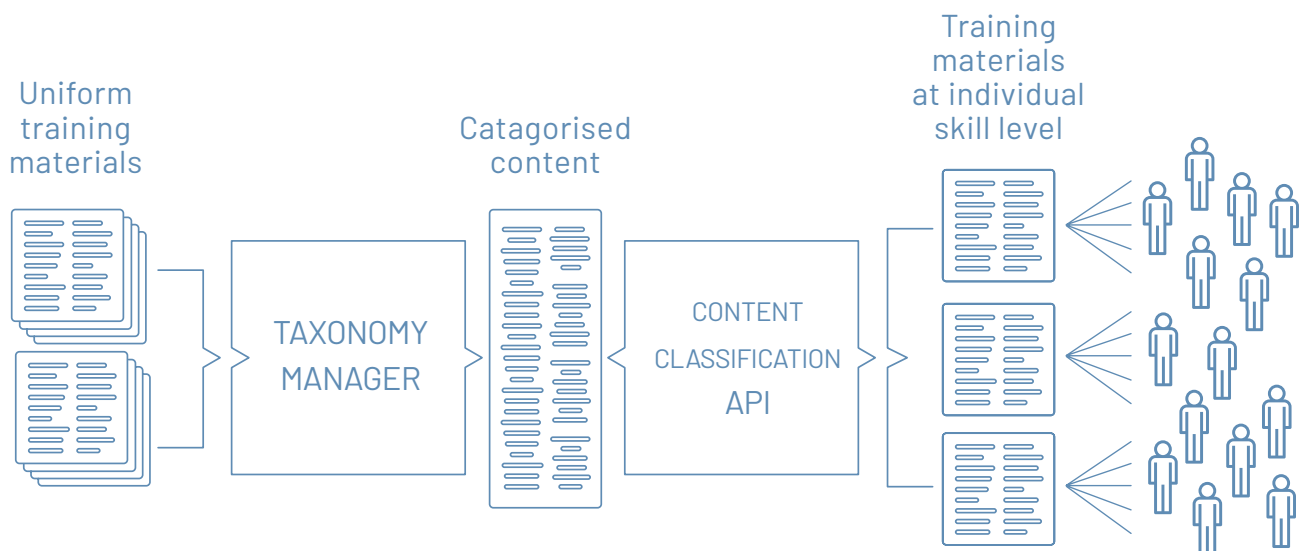 Uniform
training
materials
TAXONOMY
MANAGER
Catagorised
content
CONTENT
CLASSIFICATION
API
Training
materials
at individual
skill level